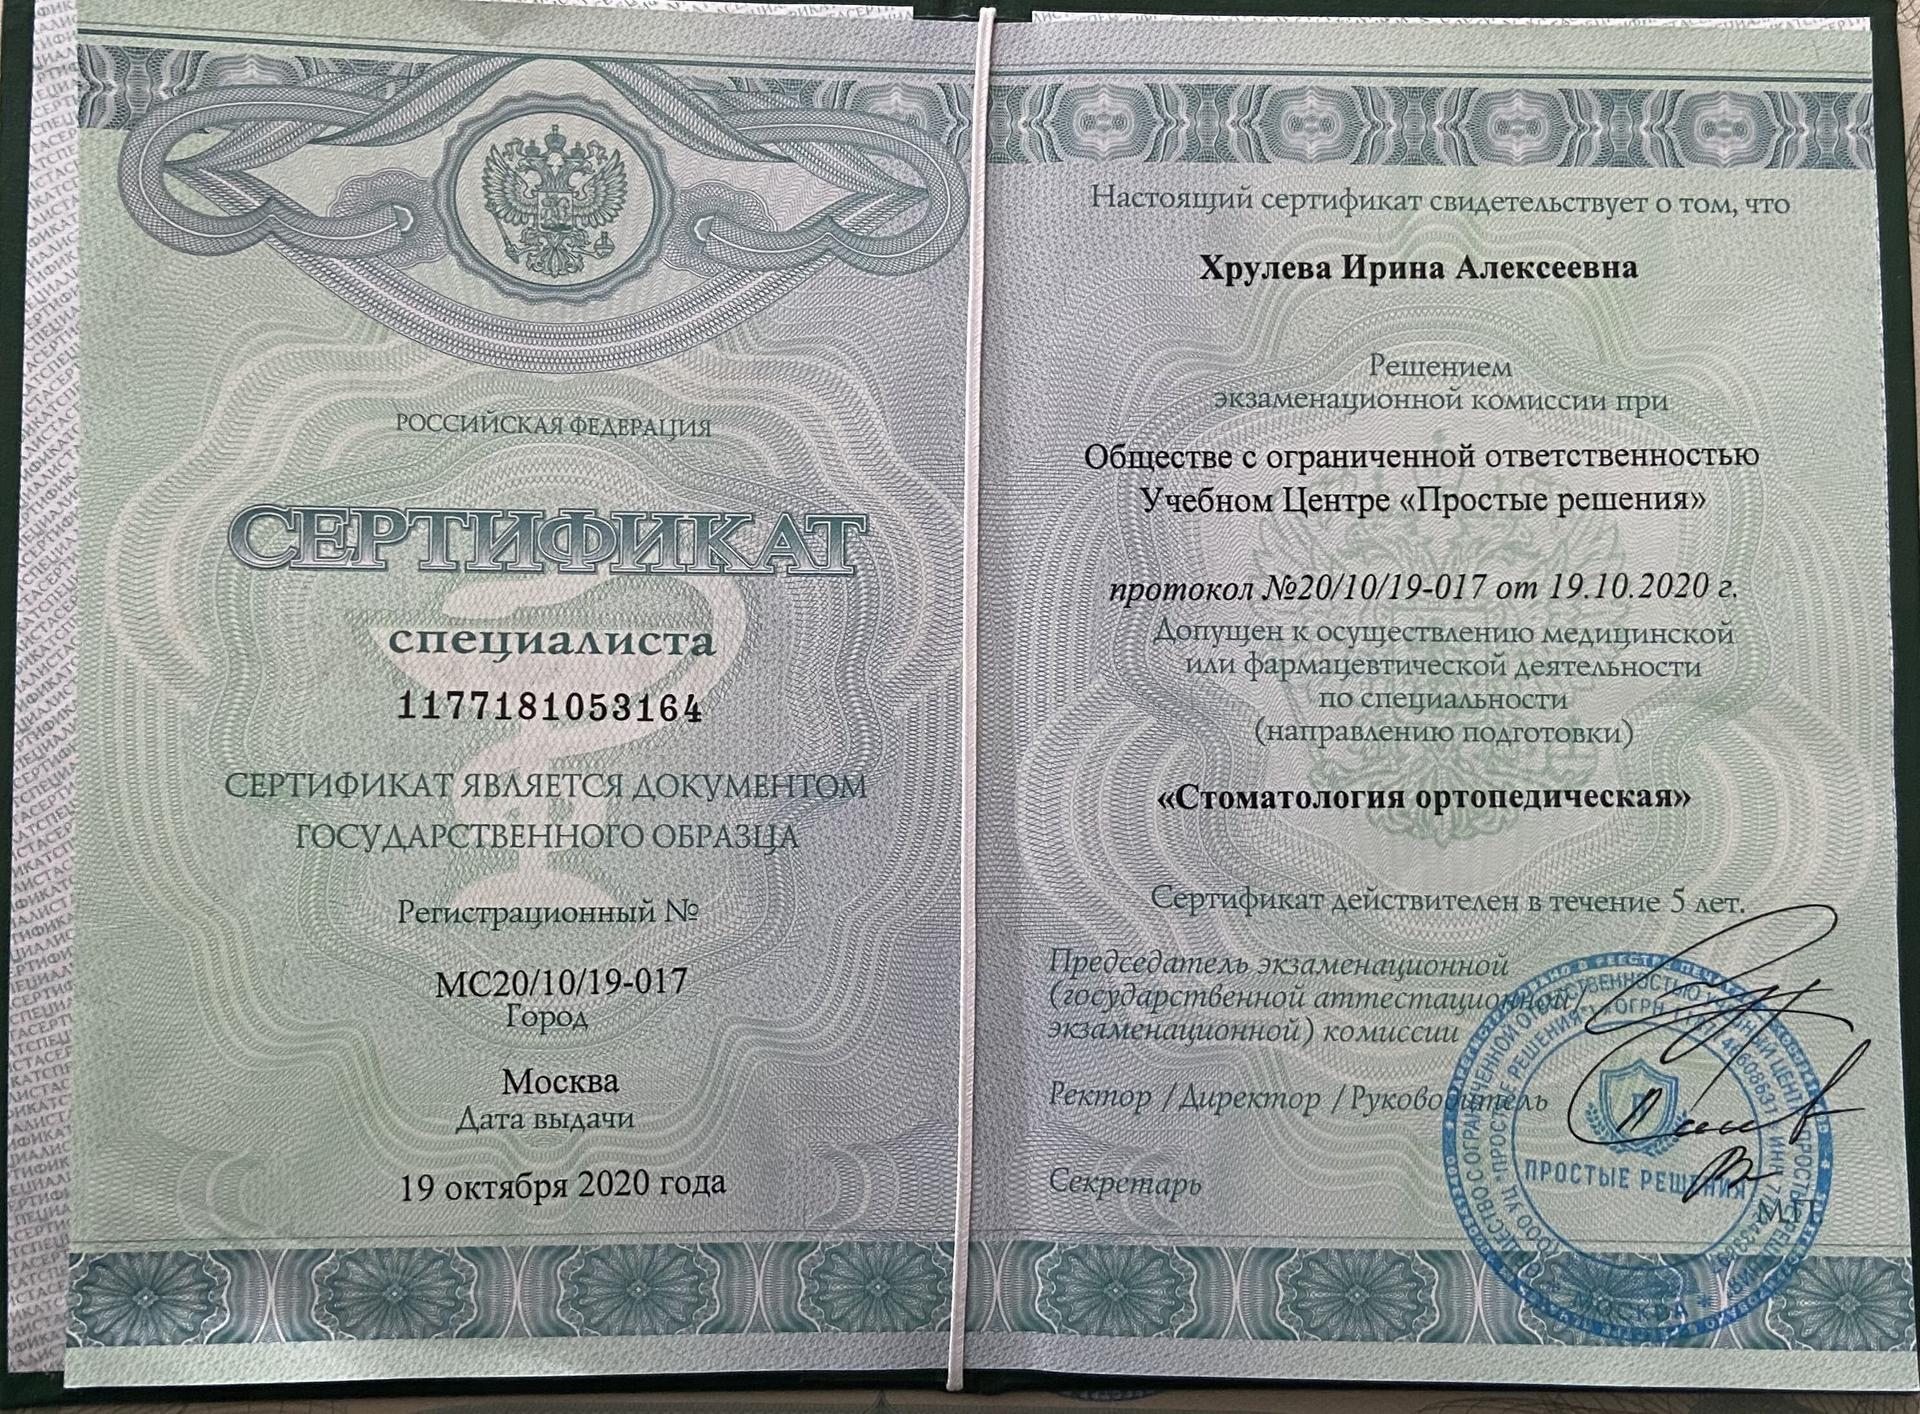 РОССИЙСКАЯ ФЕДЕРАЦИЯ
СЕРТИФИКАТ
специалиста
1177181053164
СЕРТИФИКАТ ЯВЛЯЕТСЯ ДОКУМЕНТОМ
ГОСУДАРСТВЕННОГО ОБРАЗЦА
Регистрационный №
МС20/10/19-017
Город
Москва
Дата выдачи
19 октября 2020 года
Настоящий сертификат свидетельствует о том, что
Хрулева Ирина Алексеевна
Решением
экзаменационной комиссии при
Обществе с ограниченной ответственностью
Учебном Центре «Простые решения»
протокол №20/10/19-017 от 19.10.2020 г.
Допущен к осуществлению медицинской
или фармацевтической деятельности
по специальности
(направлению подготовки)
«Стоматология ортопедическая»
Сертификат действителен в течение 5 лет.
Председатель экзаменационной
(государственной аттестационной/
экзаменационной) комиссии
Ректор /Директор /Руководитель
Секретарь
М.П.
ПРОСТЫЕ РЕШЕНИЯ
МОСКВА